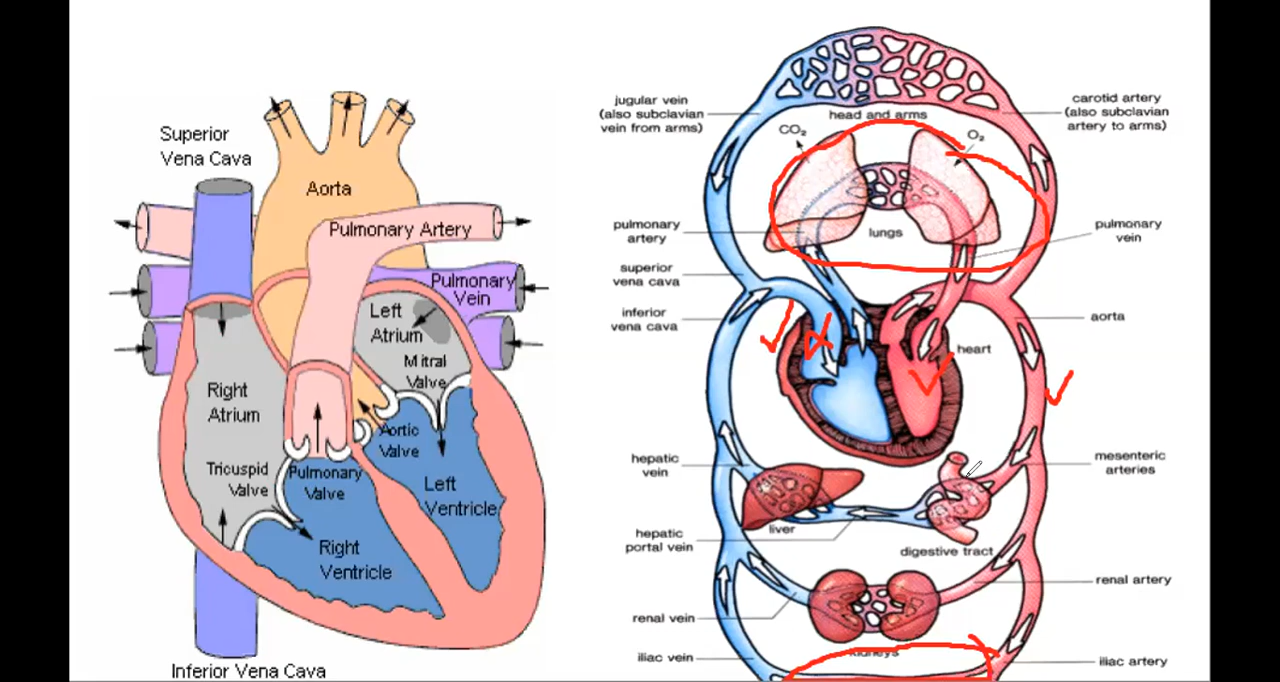 Superior
Vena Cava
Aorta
Pulmonary Artery
Pulmonary
Vein
Left
Atrium
Mitral
Valve
Right
Atrium
Aortic
Valve
Tricuspid
Valve
Pulmonary
Valve
Left
Ventricle
Right
Ventricle
Inferior Vena Cava
jugular vein
(also subclavian
vein from arms)
head and arms
carotid artery
(also subclavian
artery to arms)
CO₂
O₂
pulmonary
artery
lungs
pulmonary
vein
superior
vena cava
inferior
vena cava
aorta
heart
hepatic
vein
mesenteric
arteries
liver
hepatic
portal vein
digestive tract
renal artery
renal vein
kidneys
iliac vein
iliac artery